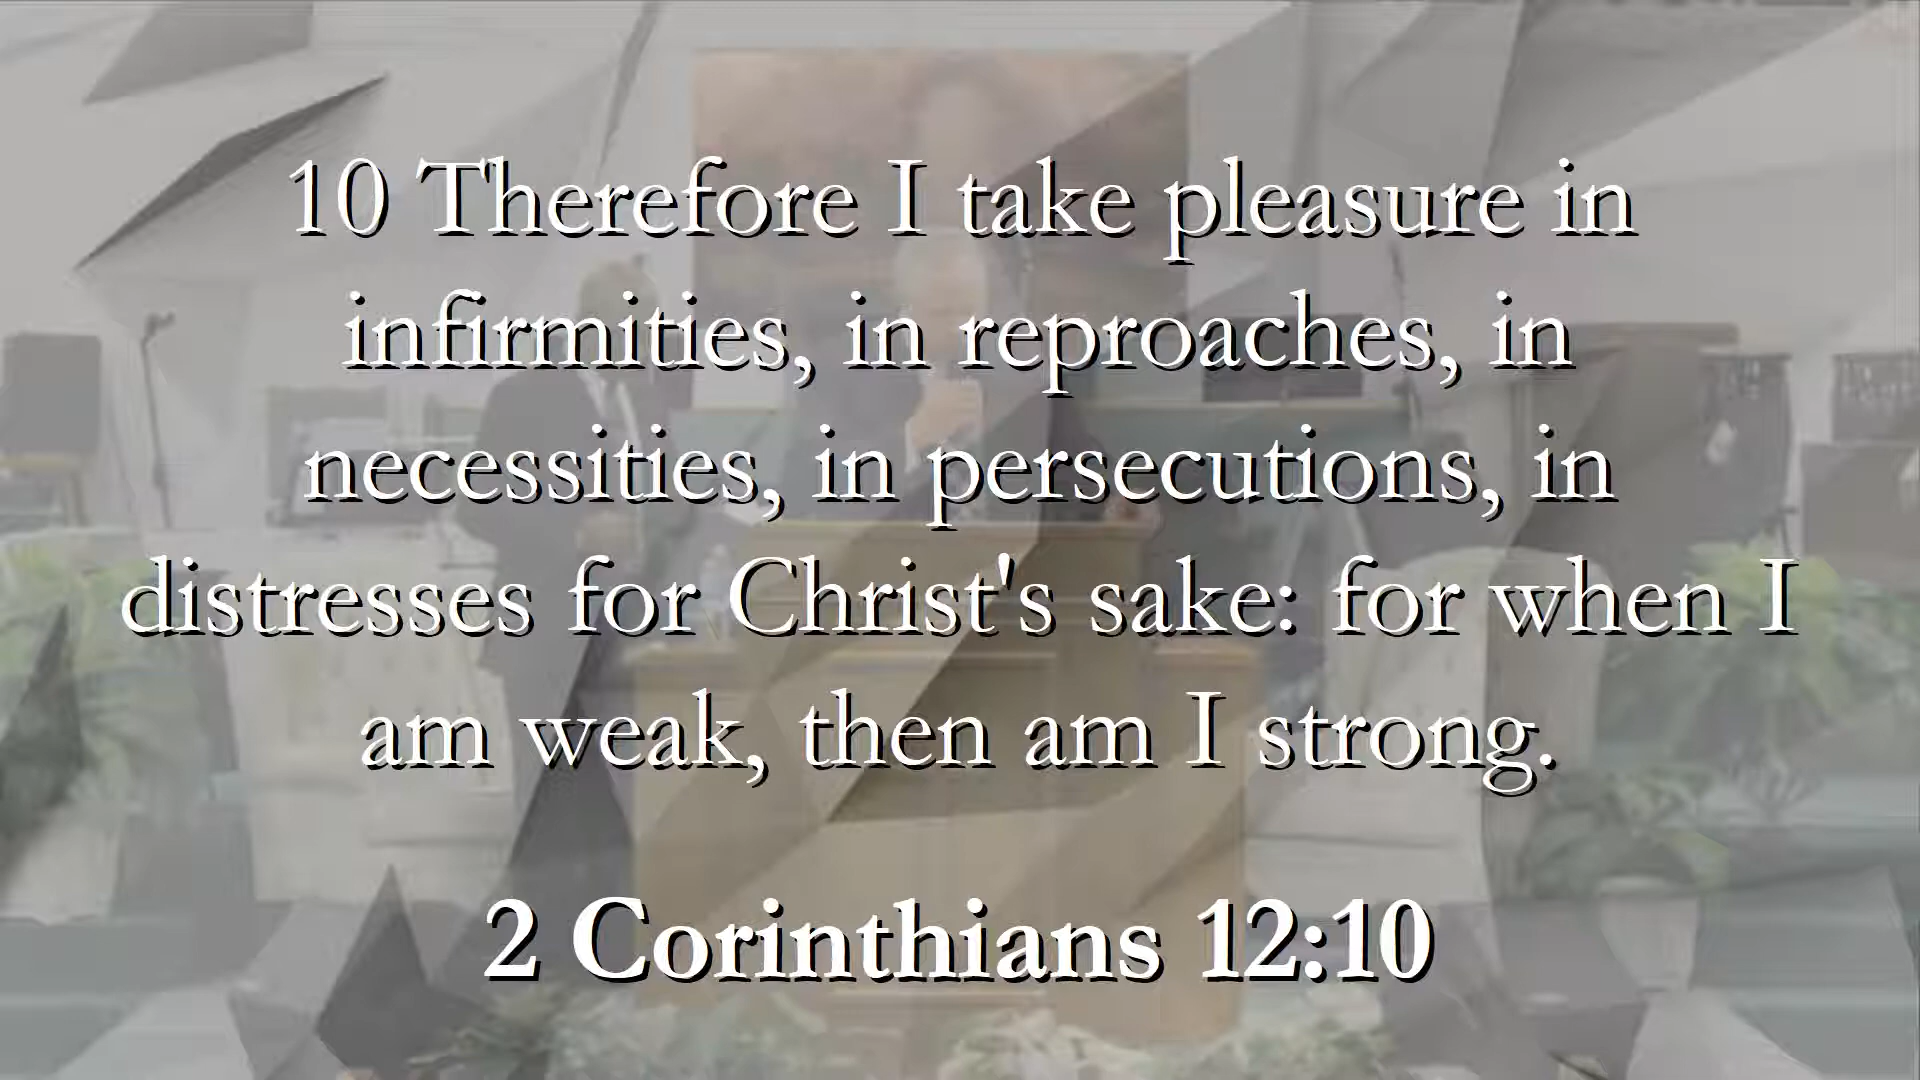 10 Therefore I take pleasure in
infirmities, in reproaches, in
necessities, in persecutions, in
distresses for Christ's sake: for when I
am weak, then am I strong.
2 Corinthians 12:10